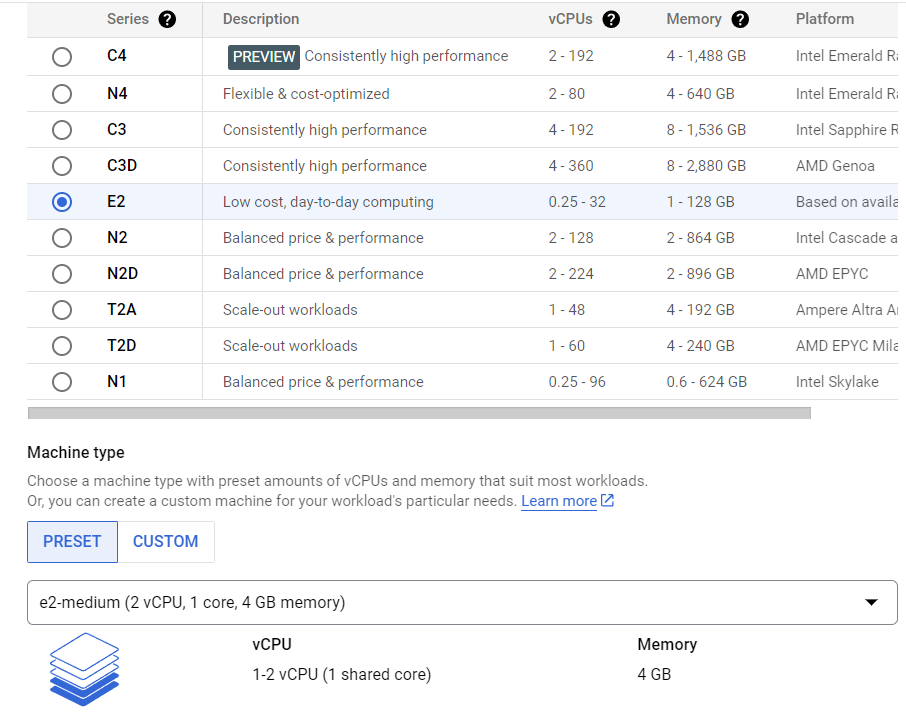 Series ? Description vCPUs ? Memory ? Platform
C4 PREVIEW Consistently high performance 2 - 192 4 - 1,488 GB Intel Emerald
N4 Flexible & cost-optimized 2 - 80 4 - 640 GB Intel Emerald
C3 Consistently high performance 4 - 192 8 - 1,536 GB Intel Sapphire
C3D Consistently high performance 4 - 360 8 - 2,880 GB AMD Genoa
E2 Low cost, day-to-day computing 0.25 - 32 1 - 128 GB Based on
N2 Balanced price & performance 2 - 128 2 - 864 GB Intel Cascade
N2D Balanced price & performance 2 - 224 2 - 896 GB AMD EPYC
T2A Scale-out workloads 1 - 48 4 - 192 GB Ampere Altra
T2D Scale-out workloads 1 - 60 4 - 240 GB AMD EPYC
N1 Balanced price & performance 0.25 - 96 0.6 - 624 GB Intel Skylake
Machine type
Choose a machine type with preset amounts of vCPUs and memory that suit most workloads.
Or, you can create a custom machine for your workload's particular needs. Learn more
PRESET CUSTOM
e2-medium (2 vCPU, 1 core, 4 GB memory)
vCPU Memory
1-2 vCPU (1 shared core) 4 GB